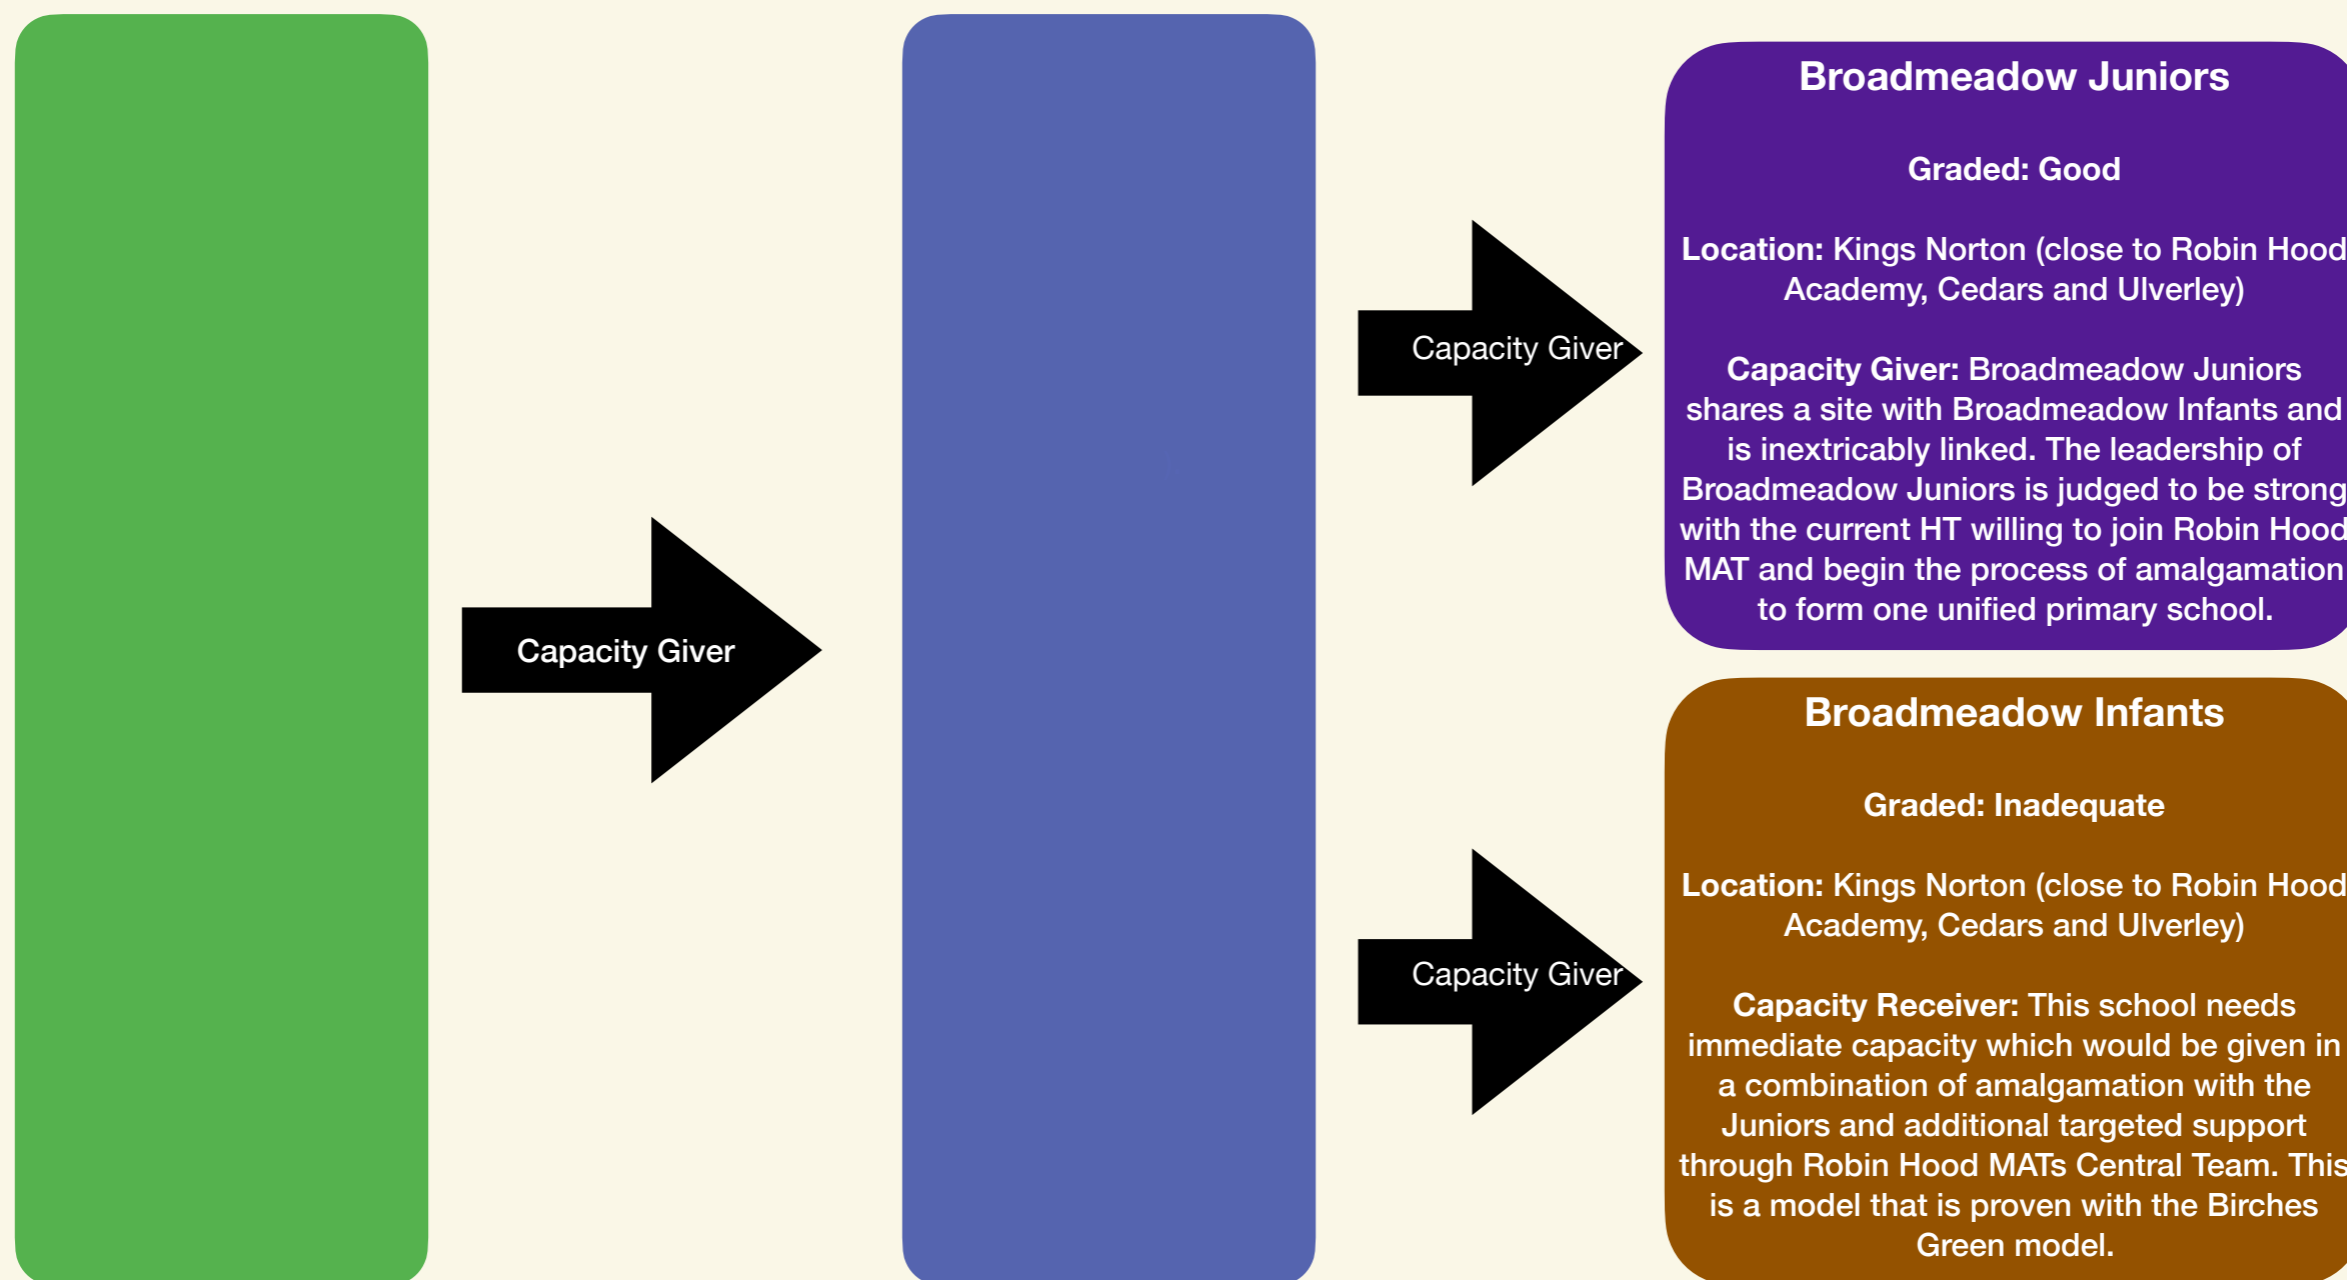 Capacity Giver
Capacity Giver
Broadmeadow Juniors
Graded: Good
Location: Kings Norton (close to Robin Hood
Academy, Cedars and Ulverley)
Capacity Giver: Broadmeadow Juniors
shares a site with Broadmeadow Infants and
is inextricably linked. The leadership of
Broadmeadow Juniors is judged to be strong
with the current HT willing to join Robin Hood
MAT and begin the process of amalgamation
to form one unified primary school.
Capacity Giver
Broadmeadow Infants
Graded: Inadequate
Location: Kings Norton (close to Robin Hood
Academy, Cedars and Ulverley)
Capacity Receiver: This school needs
immediate capacity which would be given in
a combination of amalgamation with the
Juniors and additional targeted support
through Robin Hood MATs Central Team. This
is a model that is proven with the Birches
Green model.